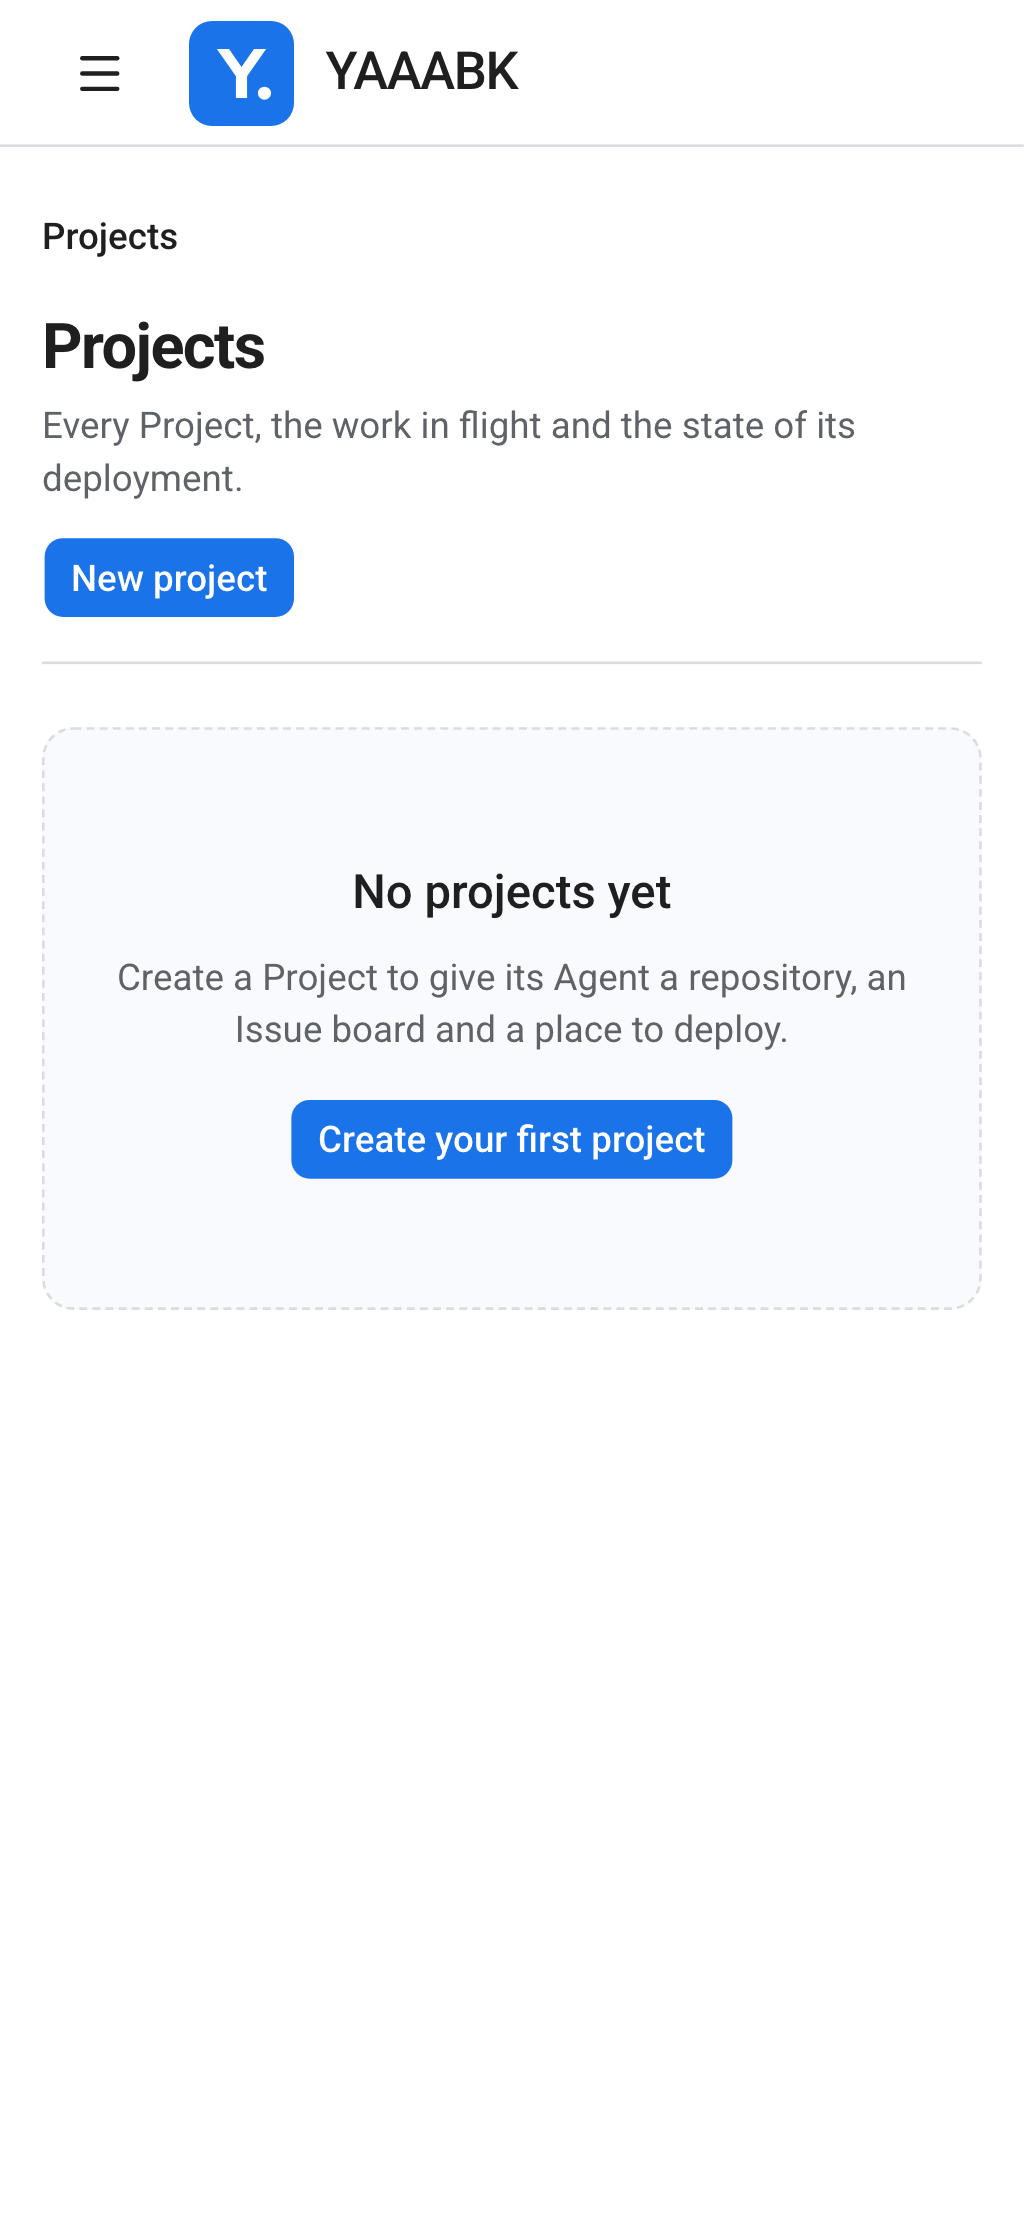 Y.
YAAABK
Projects
Projects
Every Project, the work in flight and the state of its
deployment.
New project
No projects yet
Create a Project to give its Agent a repository, an
Issue board and a place to deploy.
Create your first project